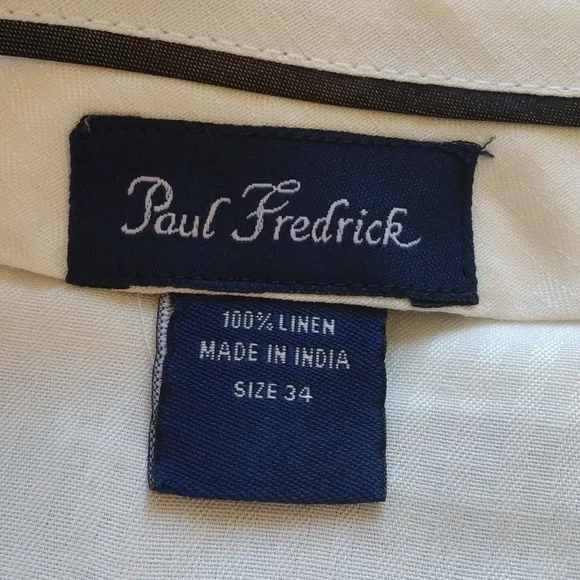 Paul Fredrick
100% LINEN
MADE IN INDIA
SIZE 34